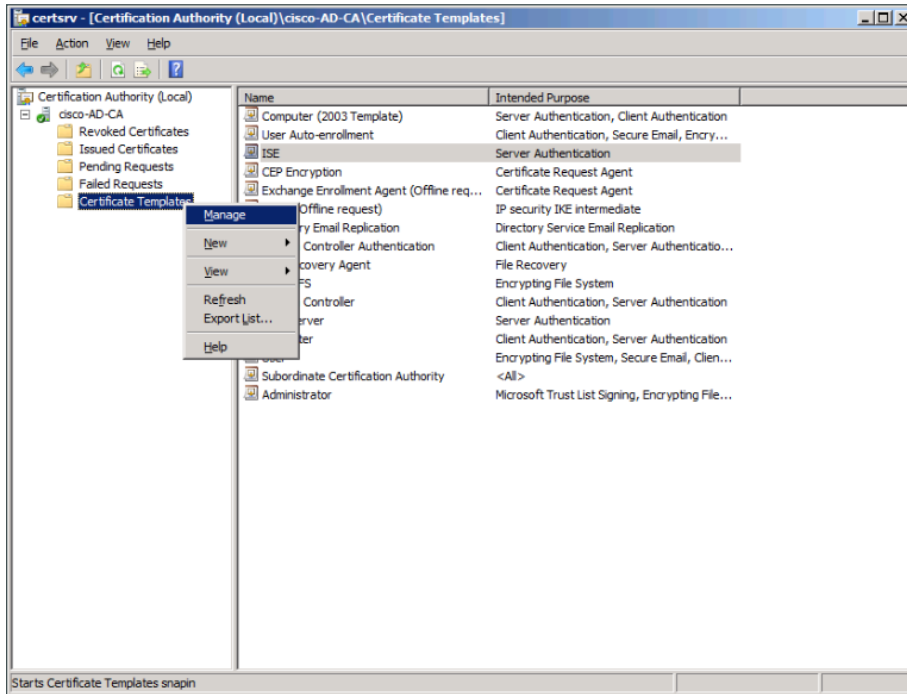 certsrv - [Certification Authority (Local)\cisco-AD-CA\Certificate Templates]
File Action View Help
Certification Authority (Local)
cisco-AD-CA
Revoked Certificates
Issued Certificates
Pending Requests
Failed Requests
Certificate Templates
Manage
New
View
Refresh
Export List...
Help
Name Intended Purpose
Computer (2003 Template) Server Authentication, Client Authentication
User Auto-enrollment Client Authentication, Secure Email, Encry...
ISE Server Authentication
CEP Encryption Certificate Request Agent
Exchange Enrollment Agent (Offline req... Certificate Request Agent
Offline request) IP security IKE intermediate
ry Email Replication Directory Service Email Replication
Controller Authentication Client Authentication, Server Authenticatio...
covery Agent File Recovery
FS Encrypting File System
Controller Client Authentication, Server Authentication
erver Server Authentication
ter Client Authentication, Server Authentication
User Encrypting File System, Secure Email, Clien...
Subordinate Certification Authority <All>
Administrator Microsoft Trust List Signing, Encrypting File...
Starts Certificate Templates snapin